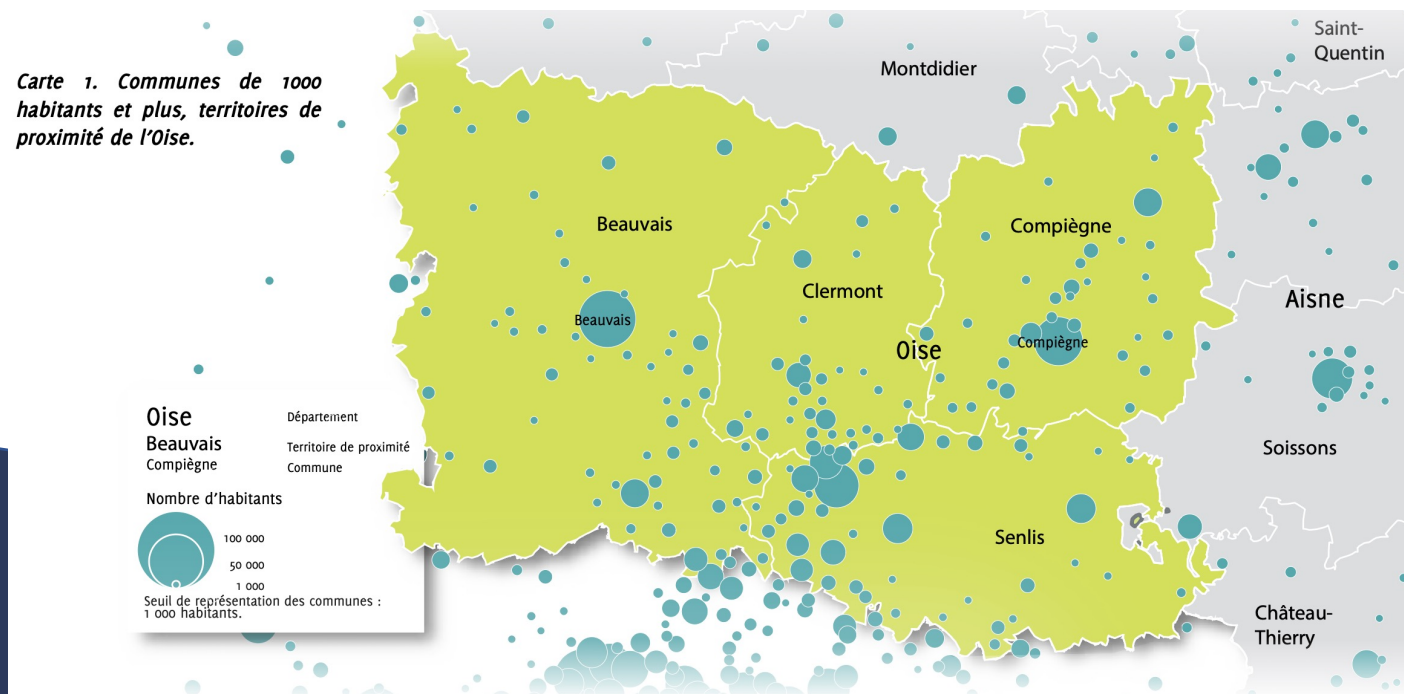 Carte 1. Communes de 1000
habitants et plus, territoires de
proximité de l'Oise.
Saint-
Quentin
Montdidier
Beauvais
Compiègne
Clermont
Aisne
Beauvais
Compiègne
Oise
Soissons
Senlis
Château-
Thierry
Oise Département
Beauvais Territoire de proximité
Compiègne Commune
Nombre d'habitants
100 000
50 000
1 000
Seuil de représentation des communes :
1 000 habitants.